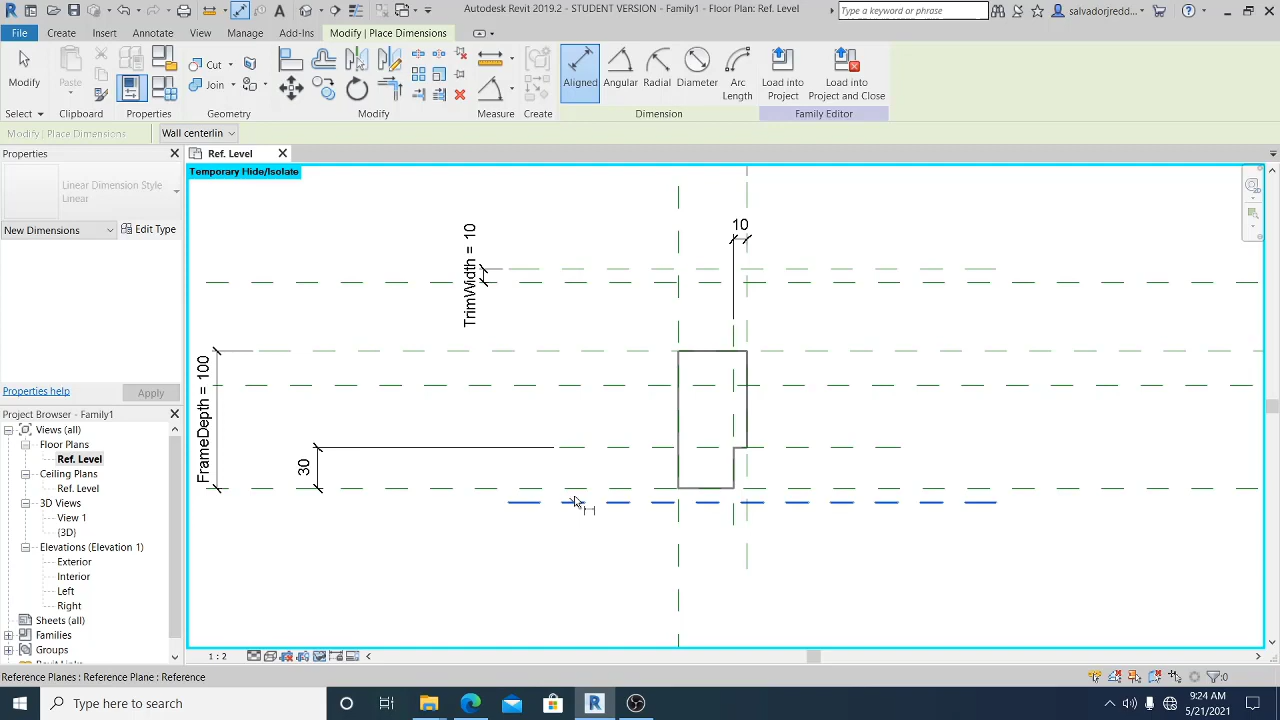 Autodesk Revit 2019.2 - STUDENT VERSION - Family1 - Floor Plan: Ref. Level
Type a keyword or phrase
salvadorjreddo...
File
Create
Insert
Annotate
View
Manage
Add-Ins
Modify | Place Dimensions
Modify
Paste
Cut
Join
Aligned
Angular
Radial
Diameter
Arc
Length
Load into
Project
Load into
Project and Close
Select
Clipboard
Properties
Geometry
Modify
Measure
Create
Dimension
Family Editor
Modify | Place Dimensions
Wall centerlin
Properties
Linear Dimension Style
Linear
New Dimensions
Edit Type
Properties help
Apply
Project Browser - Family1
Views (all)
Floor Plans
Ref. Level
Ceiling Plans
Ref. Level
3D Views
View 1
{3D}
Elevations (Elevation 1)
Exterior
Interior
Left
Right
Sheets (all)
Families
Groups
Ref. Level
Temporary Hide/Isolate
TrimWidth = 10
10
FrameDepth = 100
30
1 : 2
Reference Planes : Reference Plane : Reference
:0
Type here to search
9:24 AM
5/21/2021